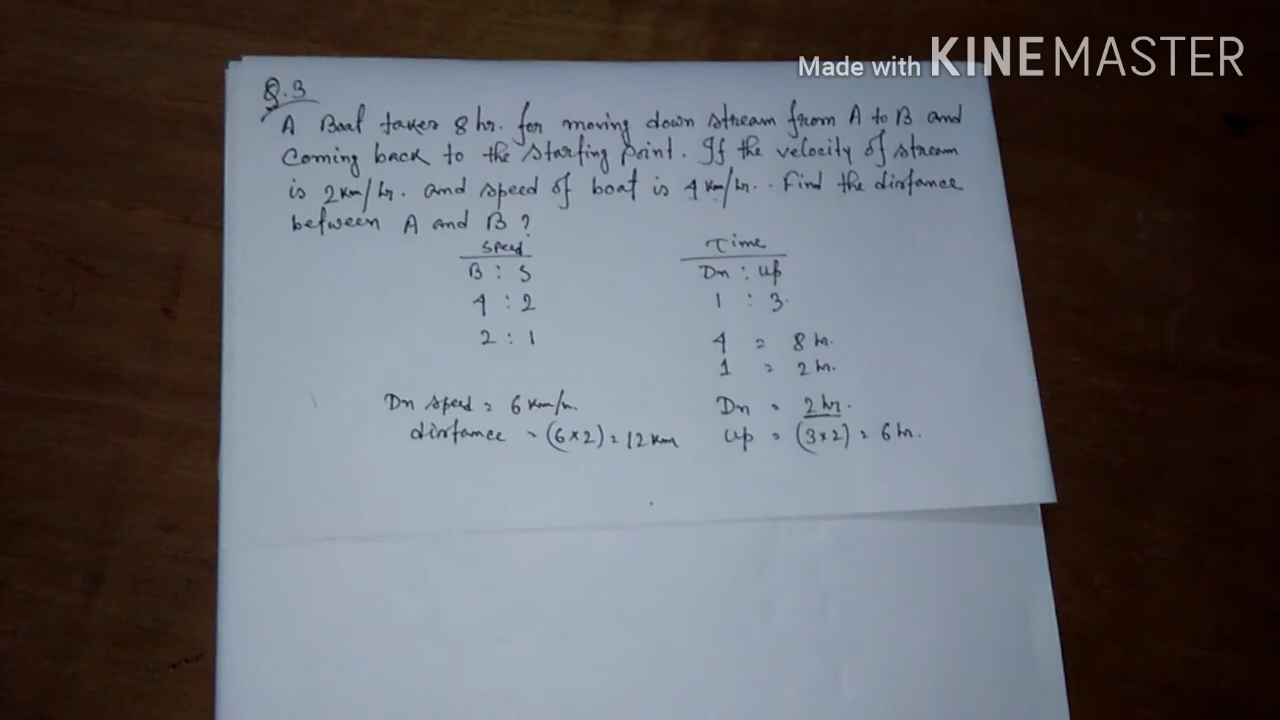 Made with KINEMASTER
Q.3
A Boat takes 8 hr. for moving down stream from A to B and
Coming back to the starting point. If the velocity of stream
is 2 km/hr. and speed of boat is 4 km/hr.. Find the distance
between A and B ?
Speed
B : S
4 : 2
2 : 1
Time
Dn : up
1 : 3.
4 = 8 hr.
1 = 2 hr.
Dn = 2 hr.
up = (3×2) = 6 hr.
Dn speed = 6 km/h.
distance = (6×2) = 12 km